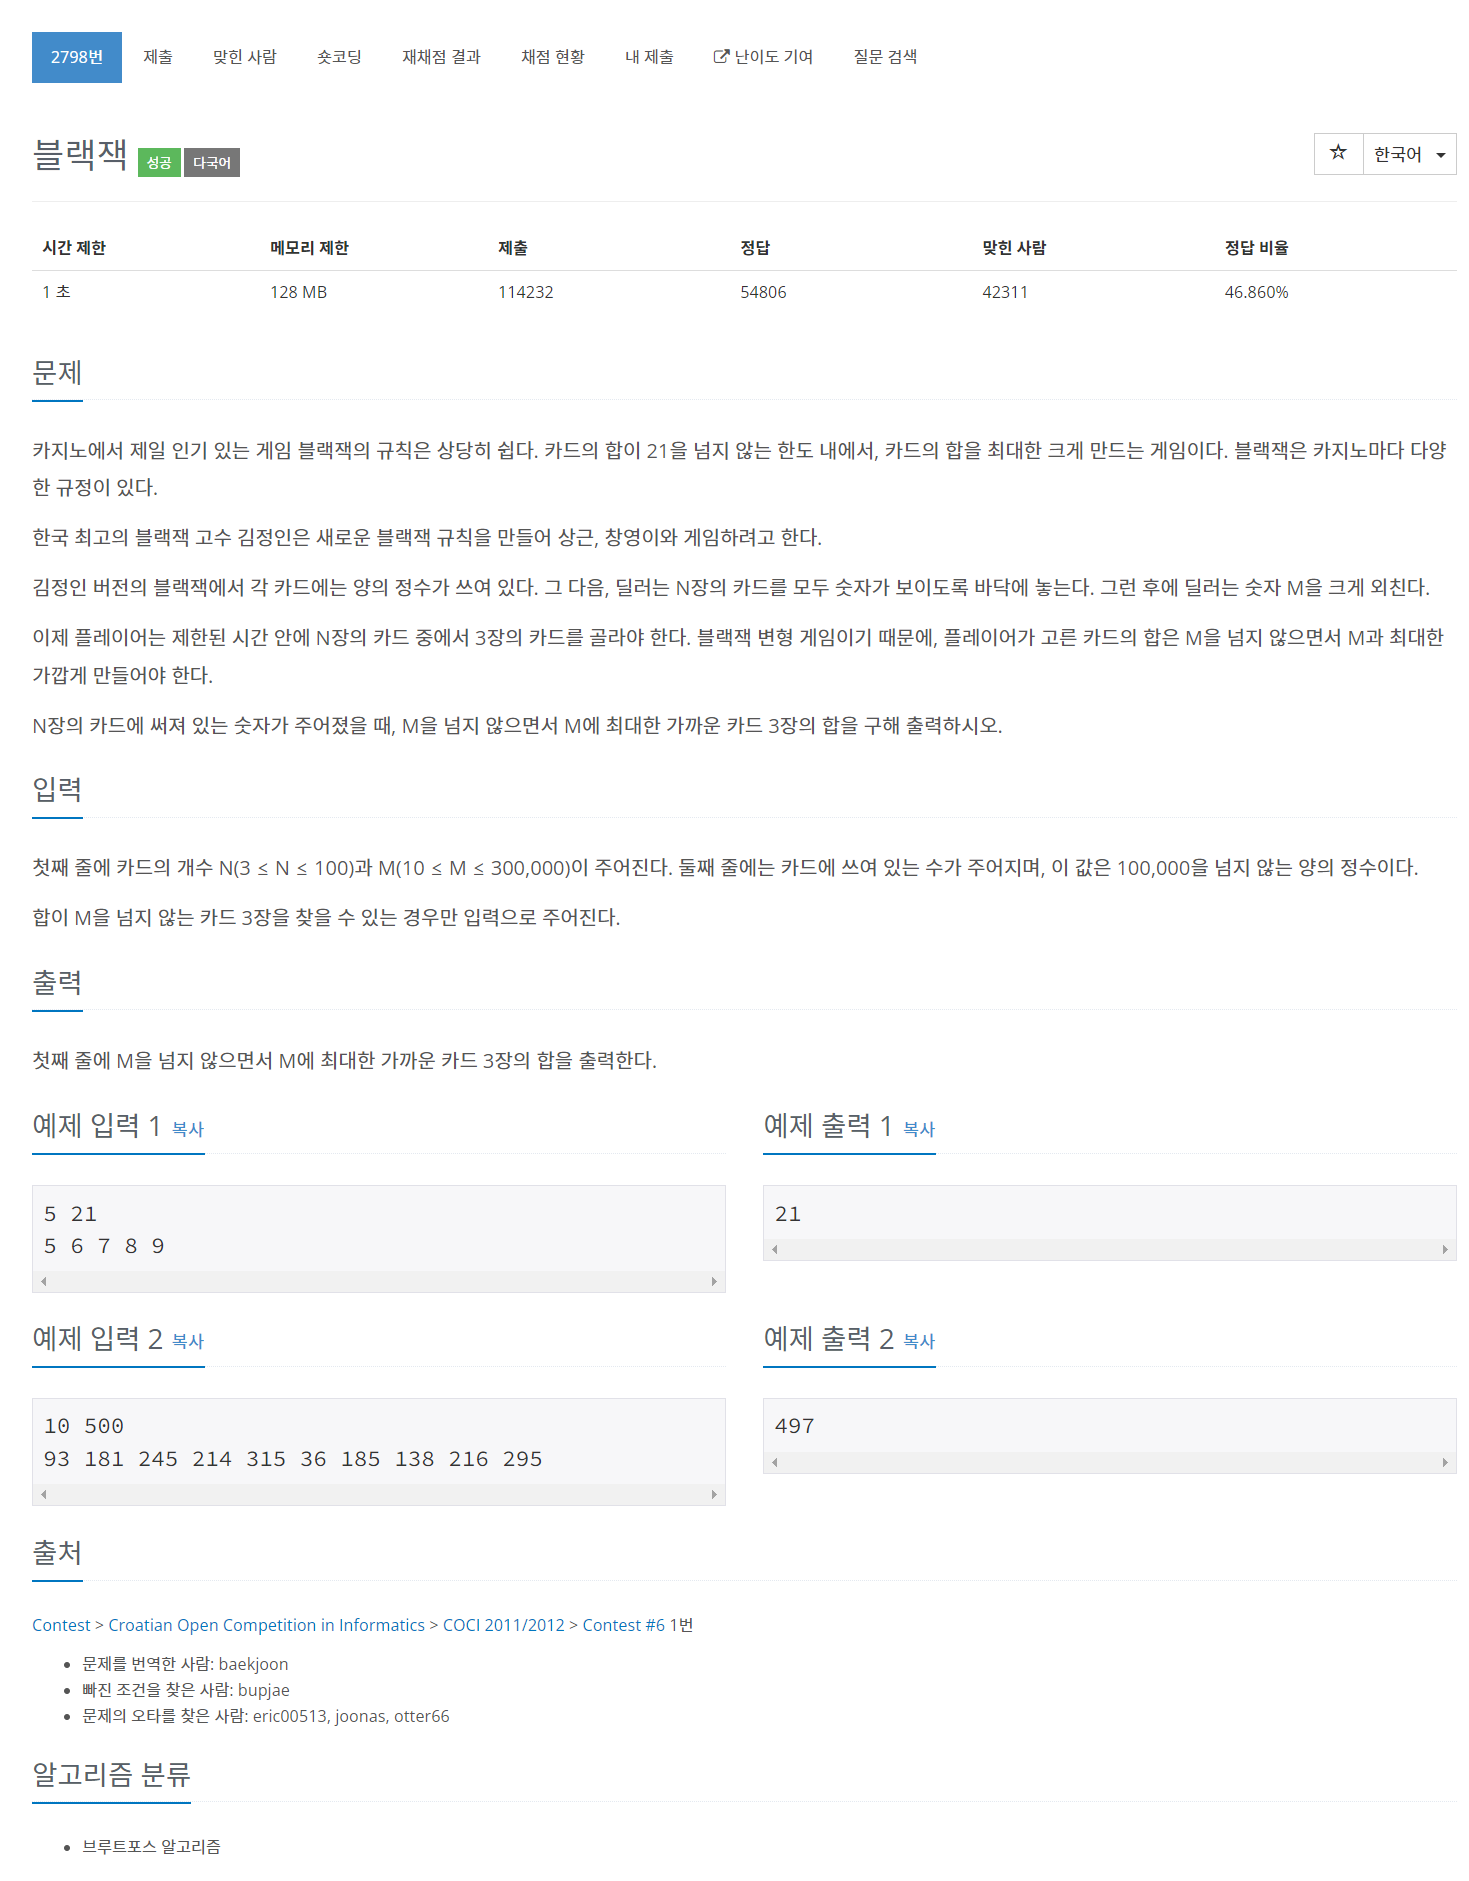 2798번 제출 맞힌 사람 숏코딩 재채점 결과 채점 현황 내 제출 난이도 기여 질문 검색
블랙잭 성공 다국어 ☆ 한국어
시간 제한 메모리 제한 제출 정답 맞힌 사람 정답 비율
1 초 128 MB 114232 54806 42311 46.860%
문제
카지노에서 제일 인기 있는 게임 블랙잭의 규칙은 상당히 쉽다. 카드의 합이 21을 넘지 않는 한도 내에서, 카드의 합을 최대한 크게 만드는 게임이다. 블랙잭은 카지노마다 다양
한 규정이 있다.
한국 최고의 블랙잭 고수 김정인은 새로운 블랙잭 규칙을 만들어 상근, 창영이와 게임하려고 한다.
김정인 버전의 블랙잭에서 각 카드에는 양의 정수가 쓰여 있다. 그 다음, 딜러는 N장의 카드를 모두 숫자가 보이도록 바닥에 놓는다. 그런 후에 딜러는 숫자 M을 크게 외친다.
이제 플레이어는 제한된 시간 안에 N장의 카드 중에서 3장의 카드를 골라야 한다. 블랙잭 변형 게임이기 때문에, 플레이어가 고른 카드의 합은 M을 넘지 않으면서 M과 최대한
가깝게 만들어야 한다.
N장의 카드에 써져 있는 숫자가 주어졌을 때, M을 넘지 않으면서 M에 최대한 가까운 카드 3장의 합을 구해 출력하시오.
입력
첫째 줄에 카드의 개수 N(3 ≤ N ≤ 100)과 M(10 ≤ M ≤ 300,000)이 주어진다. 둘째 줄에는 카드에 쓰여 있는 수가 주어지며, 이 값은 100,000을 넘지 않는 양의 정수이다.
합이 M을 넘지 않는 카드 3장을 찾을 수 있는 경우만 입력으로 주어진다.
출력
첫째 줄에 M을 넘지 않으면서 M에 최대한 가까운 카드 3장의 합을 출력한다.
예제 입력 1 복사
5 21
5 6 7 8 9
예제 출력 1 복사
21
예제 입력 2 복사
10 500
93 181 245 214 315 36 185 138 216 295
예제 출력 2 복사
497
출처
Contest > Croatian Open Competition in Informatics > COCI 2011/2012 > Contest #6 1번
• 문제를 번역한 사람: baekjoon
• 빠진 조건을 찾은 사람: bupjae
• 문제의 오타를 찾은 사람: eric00513, joonas, otter66
알고리즘 분류
• 브루트포스 알고리즘